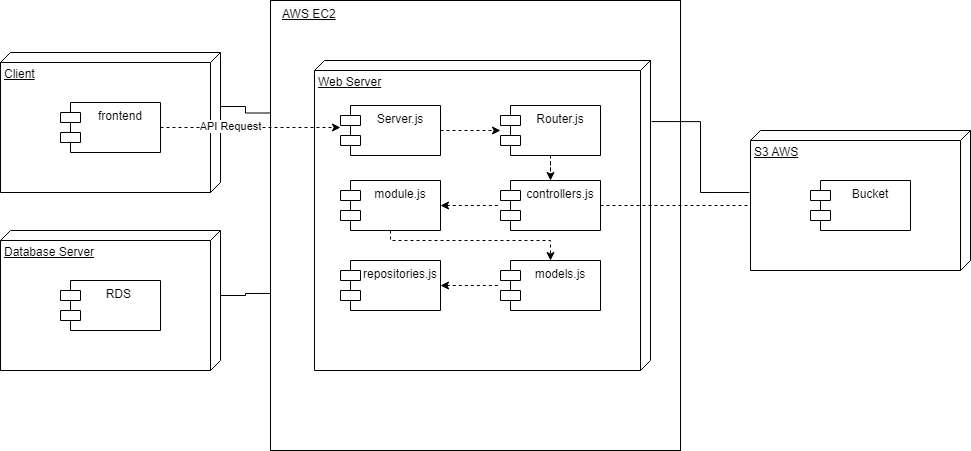 AWS EC2
Client
frontend
API Request
Web Server
Server.js
Router.js
module.js
controllers.js
repositories.js
models.js
S3 AWS
Bucket
Database Server
RDS